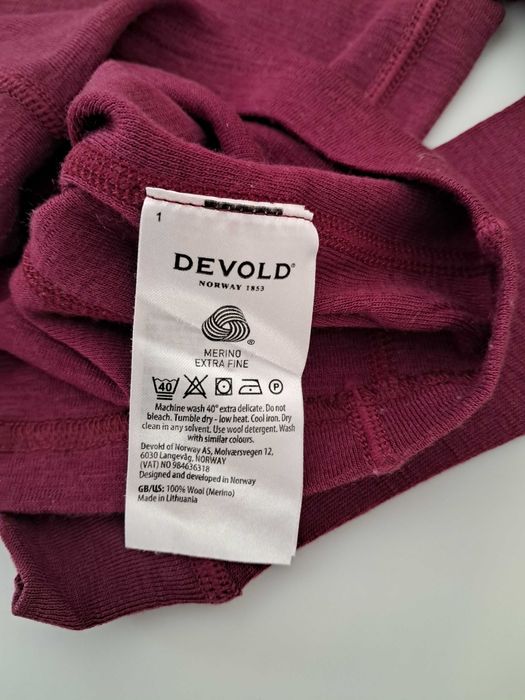 1
DEVOLD®
NORWAY 1853
®
MERINO
EXTRA FINE
40 P
Machine wash 40° extra delicate. Do not
bleach. Tumble dry - low heat. Cool iron. Dry
clean in any solvent. Use wool detergent. Wash
with similar colours.
Devold of Norway AS, Molværsvegen 12,
6030 Langevåg, NORWAY
(VAT) NO 984636318
Designed and developed in Norway
GB/US: 100% Wool (Merino)
Made in Lithuania